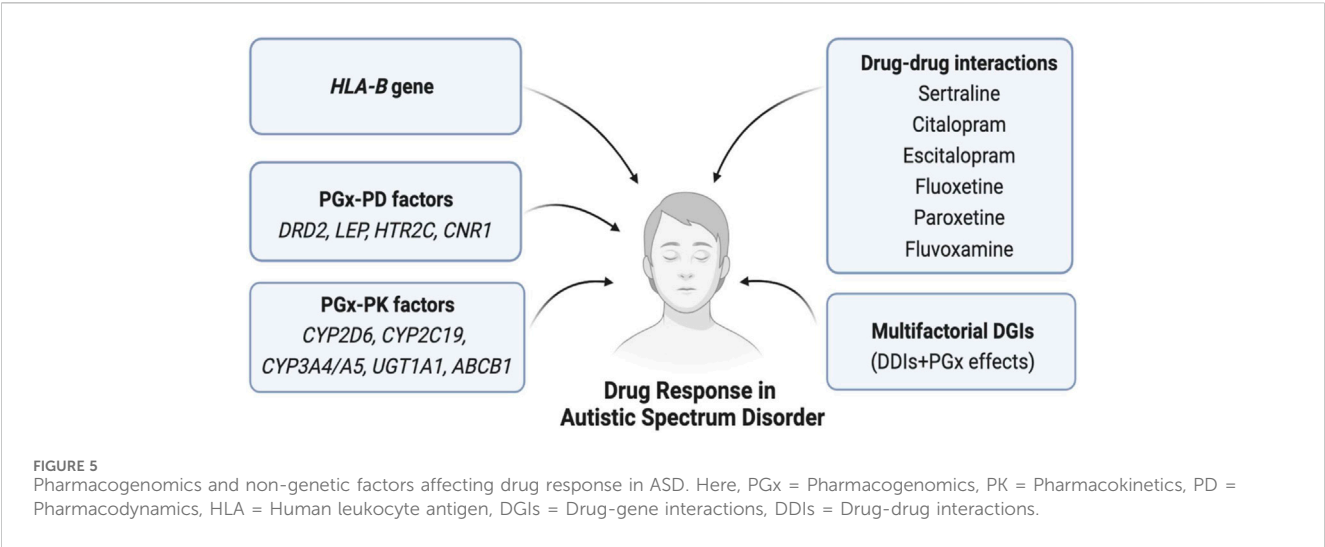 HLA-B gene
PGx-PD factors
DRD2, LEP, HTR2C, CNR1
PGx-PK factors
CYP2D6, CYP2C19,
CYP3A4/A5, UGT1A1, ABCB1
Drug-drug interactions
Sertraline
Citalopram
Escitalopram
Fluoxetine
Paroxetine
Fluvoxamine
Multifactorial DGIs
(DDIs+PGx effects)
Drug Response in
Autistic Spectrum Disorder
FIGURE 5
Pharmacogenomics and non-genetic factors affecting drug response in ASD. Here, PGx = Pharmacogenomics, PK = Pharmacokinetics, PD =
Pharmacodynamics, HLA = Human leukocyte antigen, DGIs = Drug-gene interactions, DDIs = Drug-drug interactions.